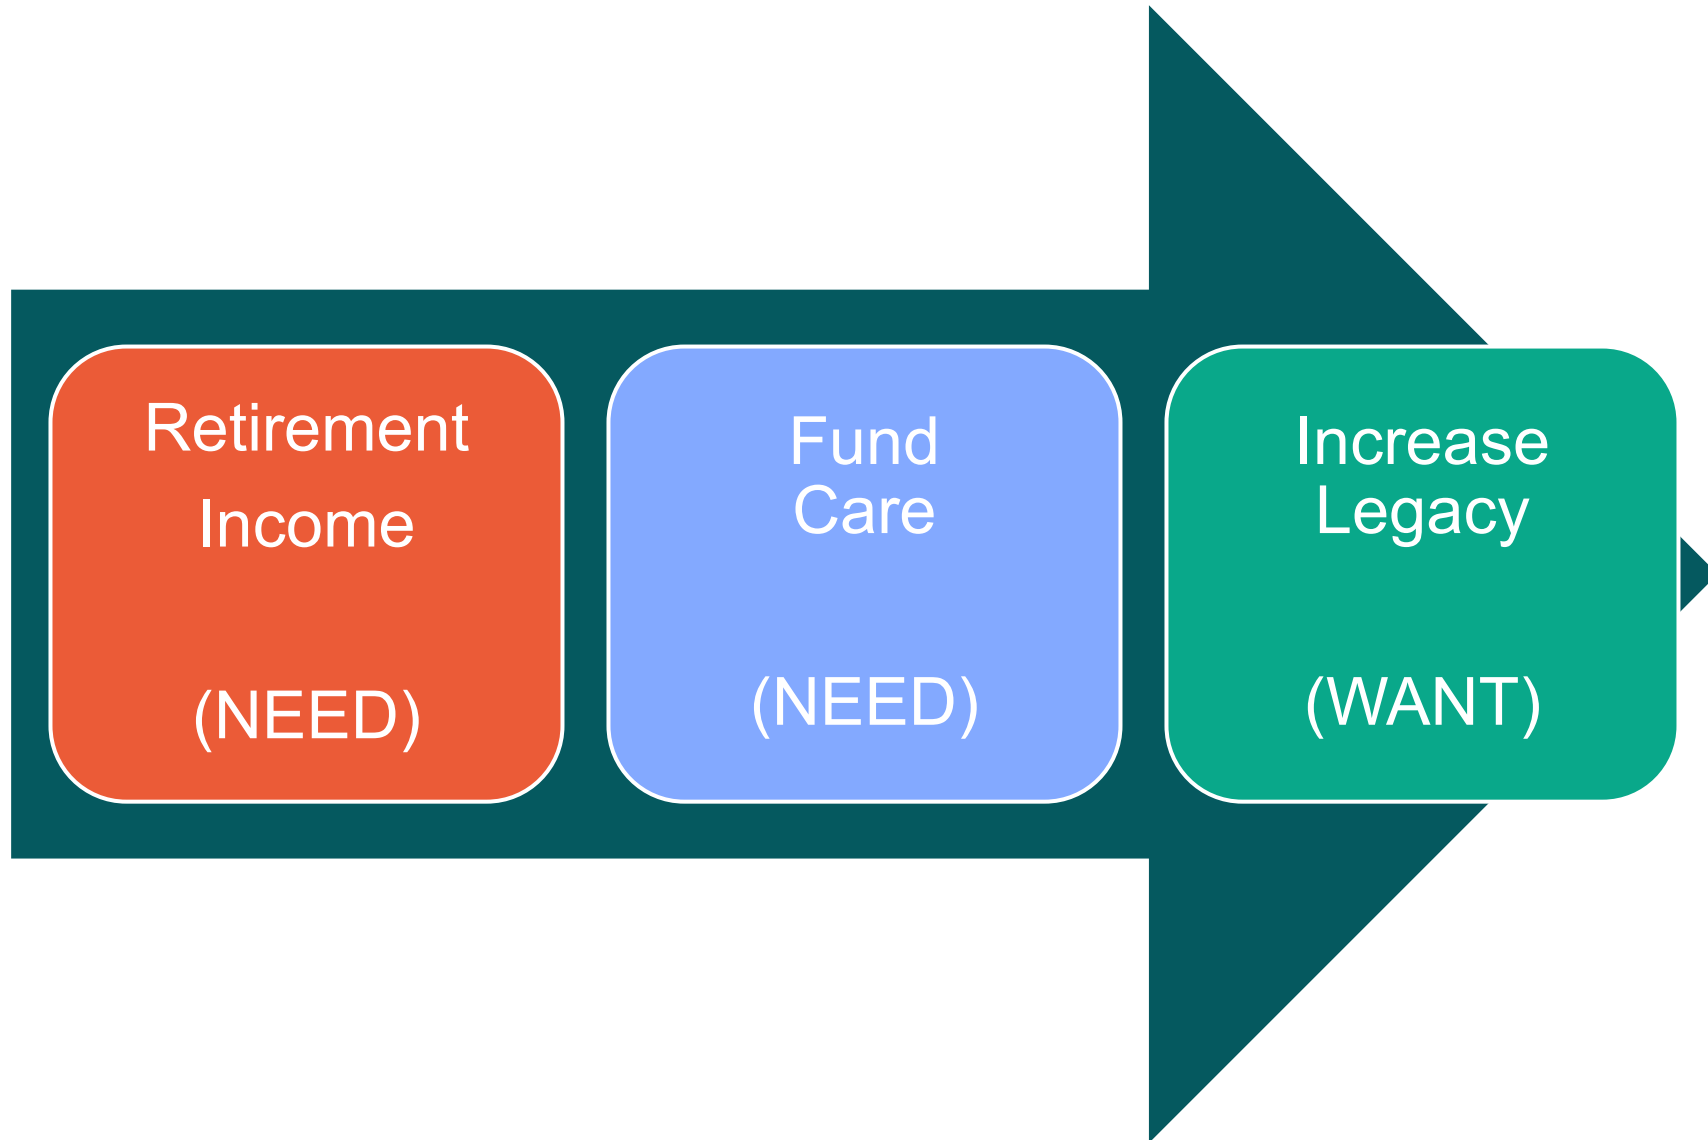 Retirement
Income
(NEED)
Fund
Care
(NEED)
Increase
Legacy
(WANT)